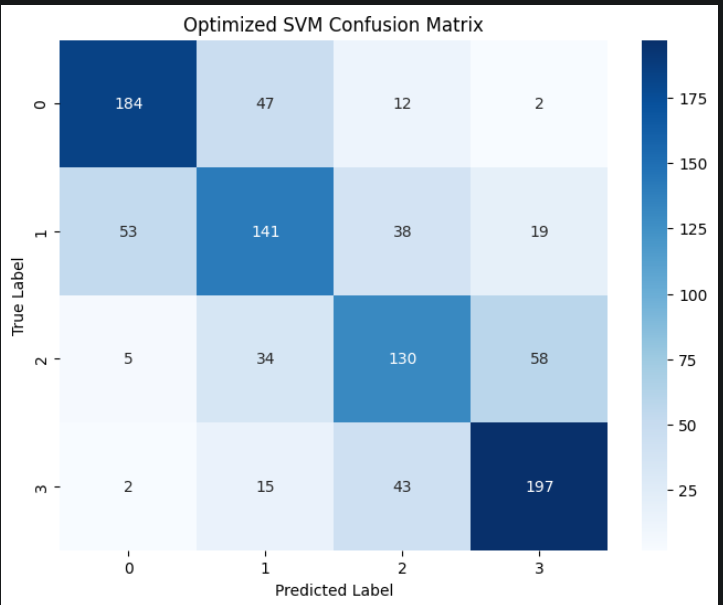 Optimized SVM Confusion Matrix
True Label
0
184 47 12 2
1
53 141 38 19
2
5 34 130 58
3
2 15 43 197
0 1 2 3
Predicted Label
175
150
125
100
75
50
25